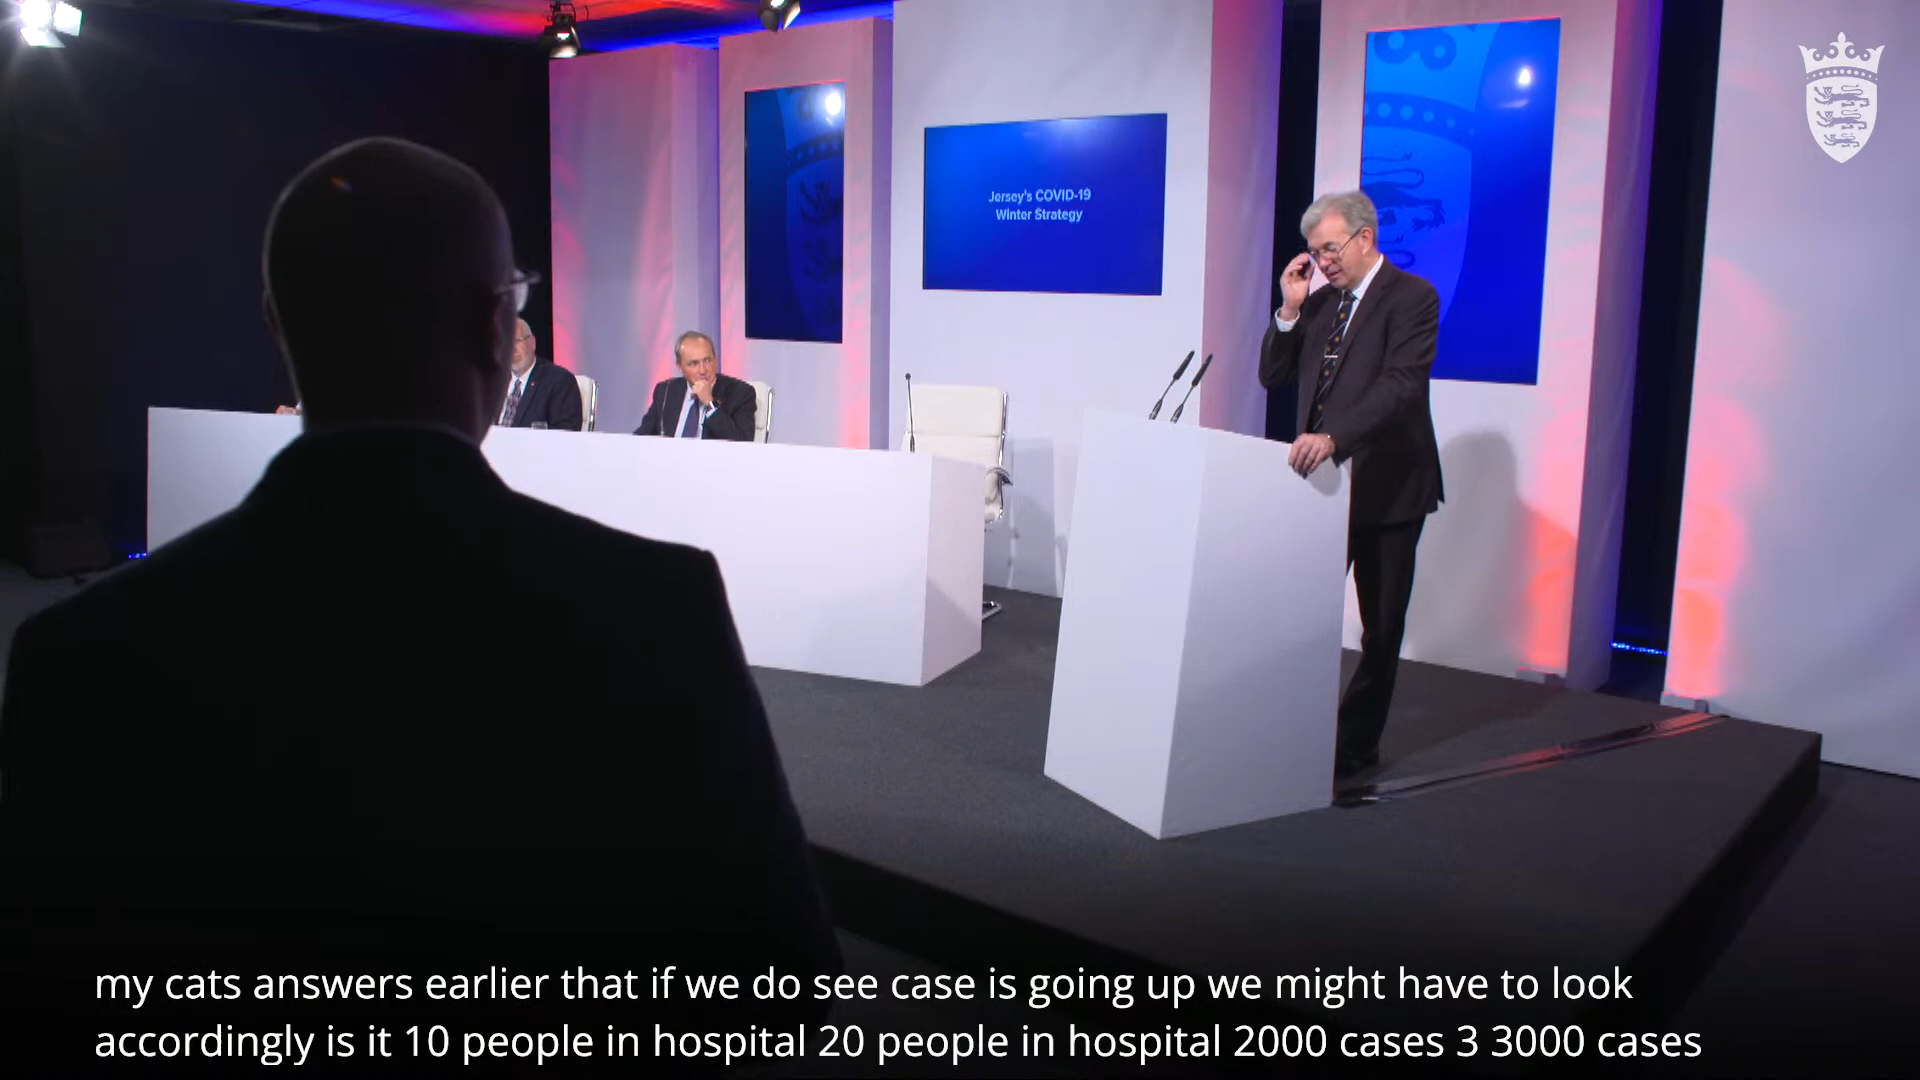 Jersey's COVID-19
Winter Strategy
my cats answers earlier that if we do see case is going up we might have to look
accordingly is it 10 people in hospital 20 people in hospital 2000 cases 3 3000 cases